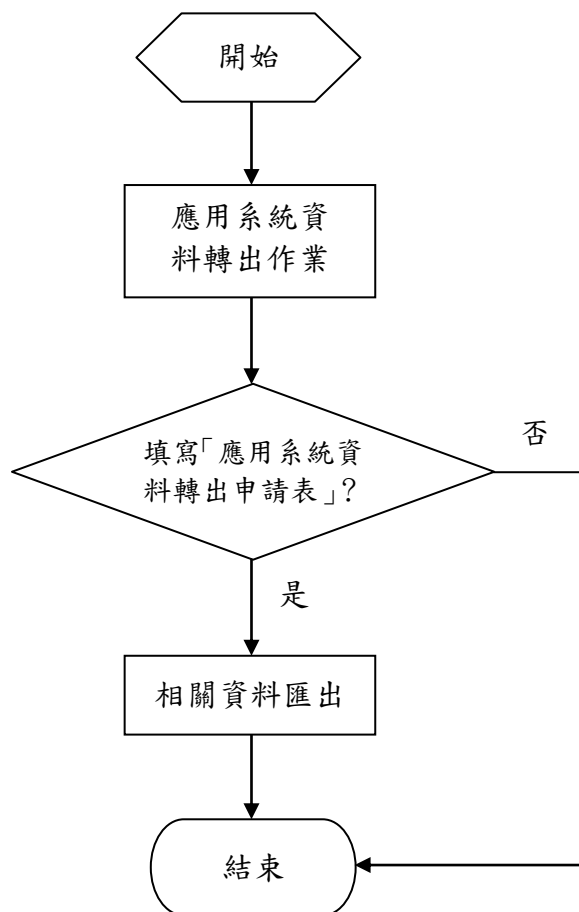 開始
應用系統資
料轉出作業
填寫「應用系統資
料轉出申請表」?
否
是
相關資料匯出
結束